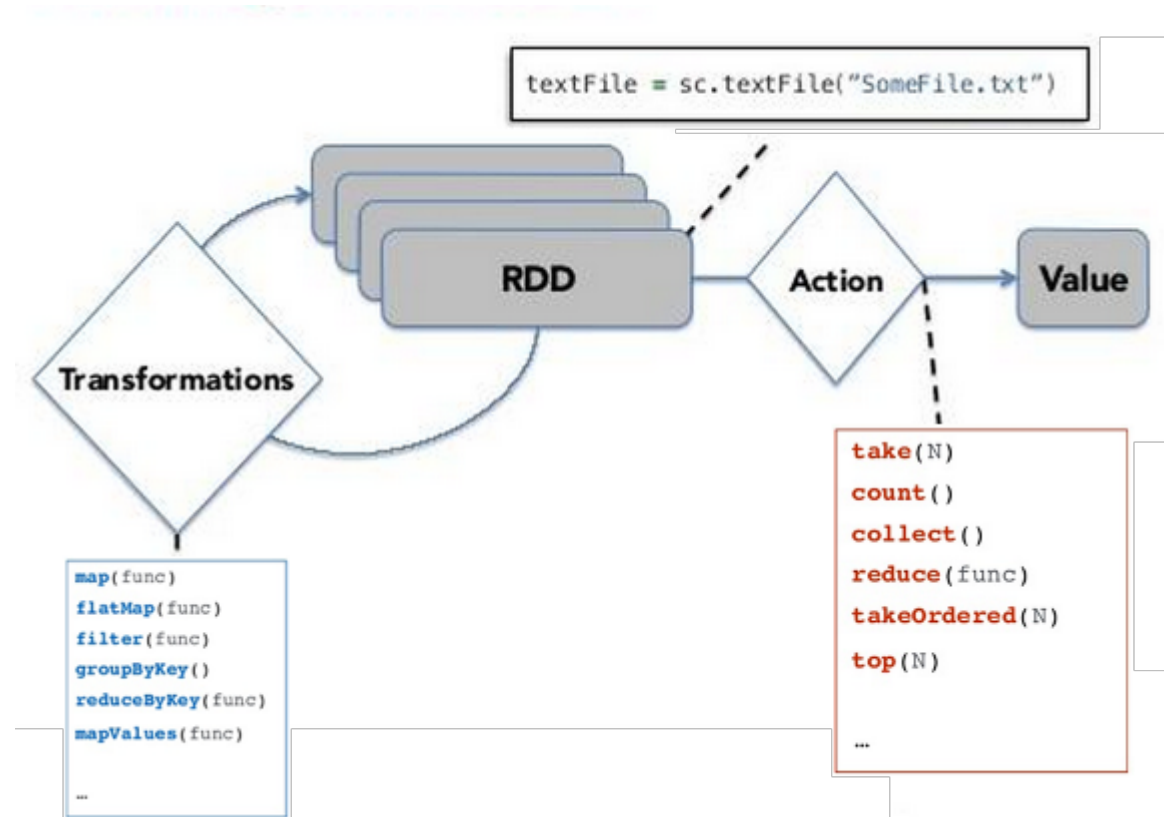 textFile = sc.textFile("SomeFile.txt")
RDD
Action
Value
Transformations
take(N)
count()
collect()
reduce(func)
takeOrdered(N)
top(N)
…
map(func)
flatMap(func)
filter(func)
groupByKey()
reduceByKey(func)
mapValues(func)
…